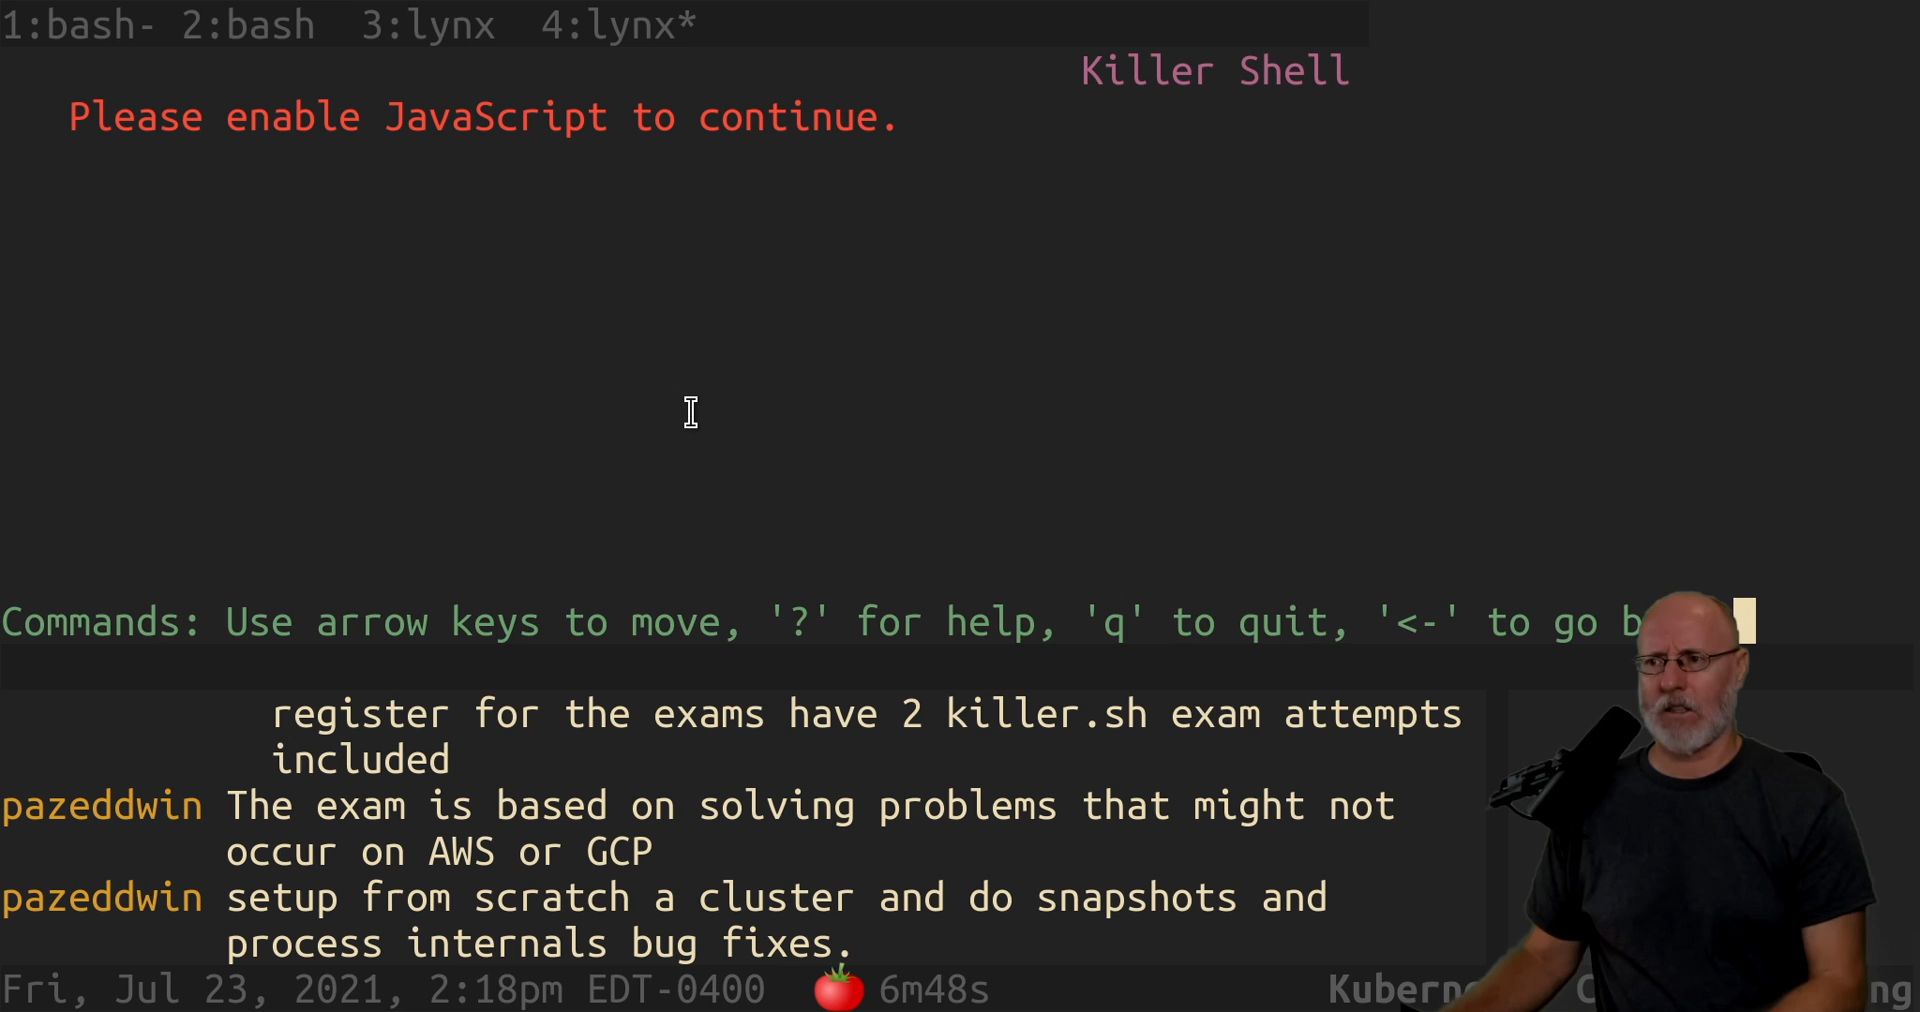 1:bash- 2:bash 3:lynx 4:lynx*
Killer Shell
Please enable JavaScript to continue.
Commands: Use arrow keys to move, '?' for help, 'q' to quit, '<-' to go b
register for the exams have 2 killer.sh exam attempts
included
pazeddwin The exam is based on solving problems that might not
occur on AWS or GCP
pazeddwin setup from scratch a cluster and do snapshots and
process internals bug fixes.
Fri, Jul 23, 2021, 2:18pm EDT-0400 🍅 6m48s